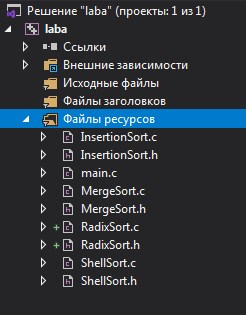 Решение "laba" (проекты: 1 из 1)
laba
Ссылки
Внешние зависимости
Исходные файлы
Файлы заголовков
Файлы ресурсов
InsertionSort.c
InsertionSort.h
main.c
MergeSort.c
MergeSort.h
RadixSort.c
RadixSort.h
ShellSort.c
ShellSort.h